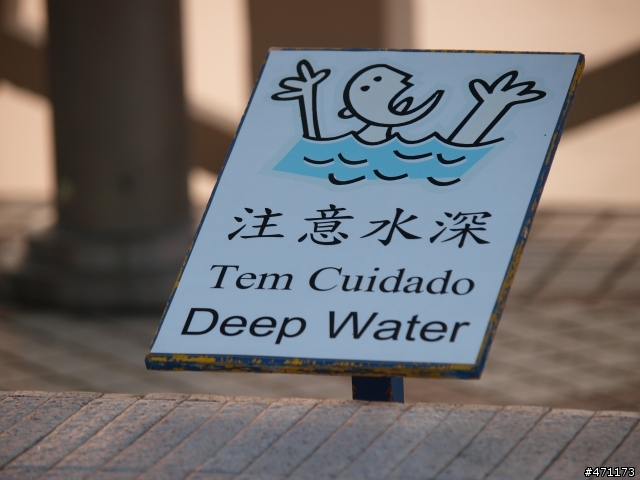 注意水深
Tem Cuidado
Deep Water
#471173